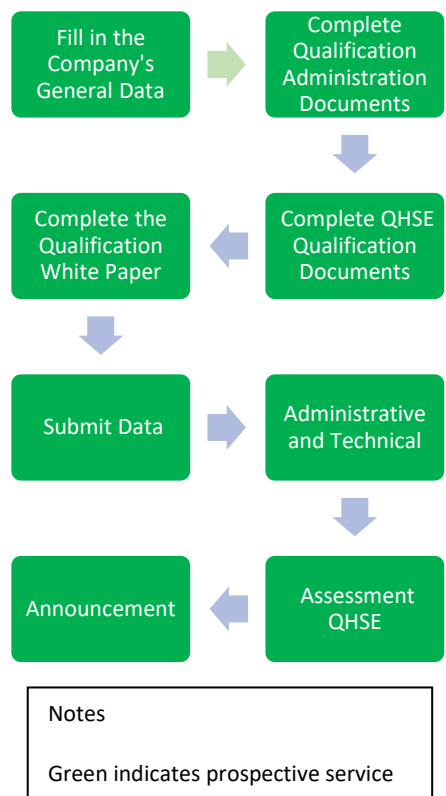 Fill in the
Company's
General Data
Complete
Qualification
Administration
Documents
Complete QHSE
Qualification
Documents
Complete the
Qualification
White Paper
Submit Data
Administrative
and Technical
Assessment
QHSE
Announcement
Notes
Green indicates prospective service